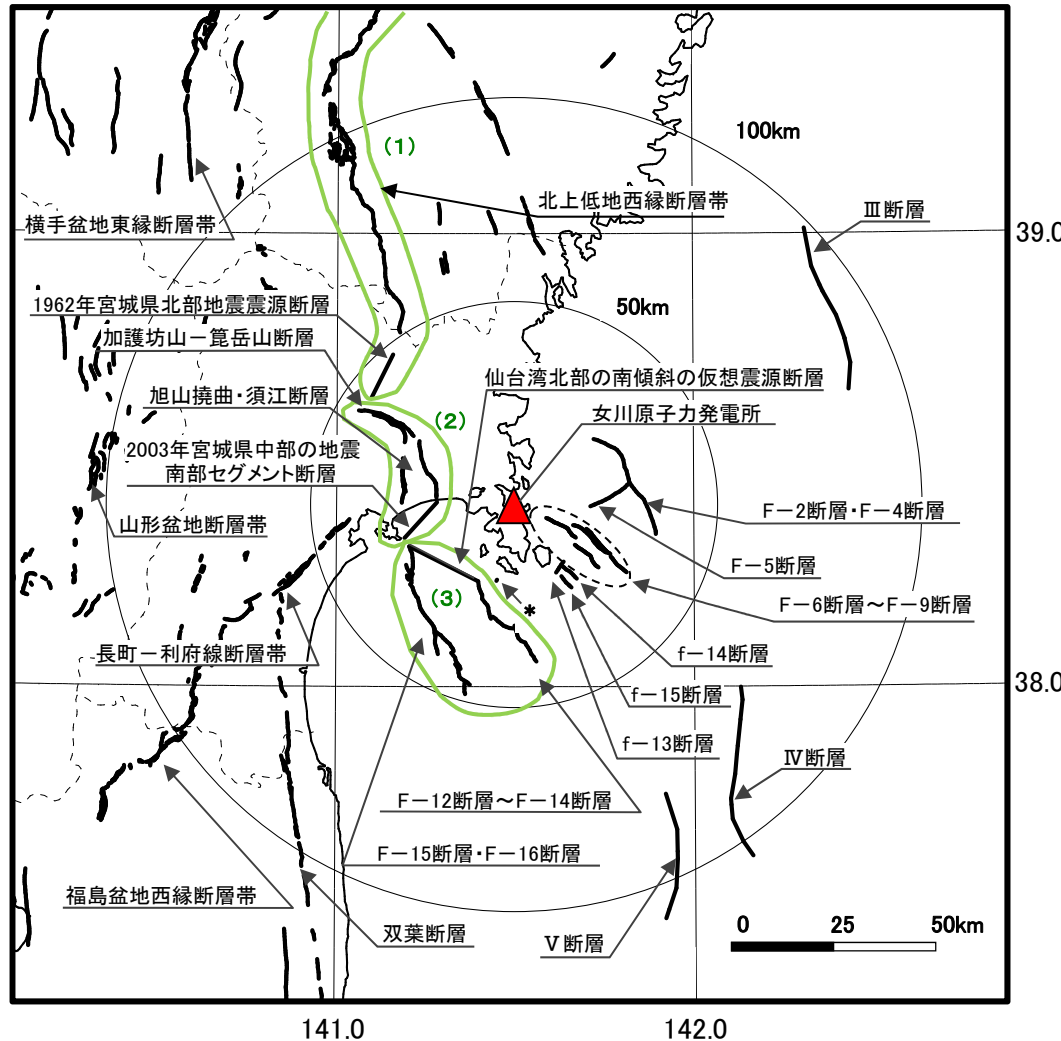 100km
(1)
北上低地西縁断層帯
横手盆地東縁断層帯
Ⅲ断層
39.0
1962年宮城県北部地震震源断層
50km
加護坊山-箟岳山断層
仙台湾北部の南傾斜の仮想震源断層
旭山撓曲・須江断層
(2)
女川原子力発電所
2003年宮城県中部の地震
南部セグメント断層
山形盆地断層帯
F-2断層・F-4断層
F-5断層
(3)
*
F-6断層~F-9断層
長町-利府線断層帯
f-14断層
38.0
f-15断層
f-13断層
Ⅳ断層
F-12断層~F-14断層
F-15断層・F-16断層
福島盆地西縁断層帯
双葉断層
Ⅴ断層
0 25 50km
141.0 142.0